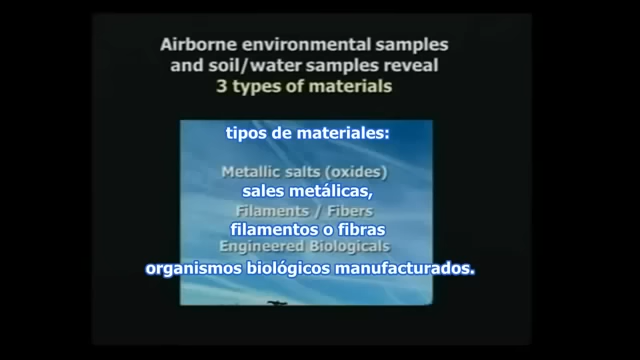 Airborne environmental samples
and soil/water samples reveal
3 types of materials
tipos de materiales:
Metallic salts (oxides)
sales metálicas,
Filaments / Fibers
filamentos o fibras
Engineered Biologicals
organismos biológicos manufacturados.